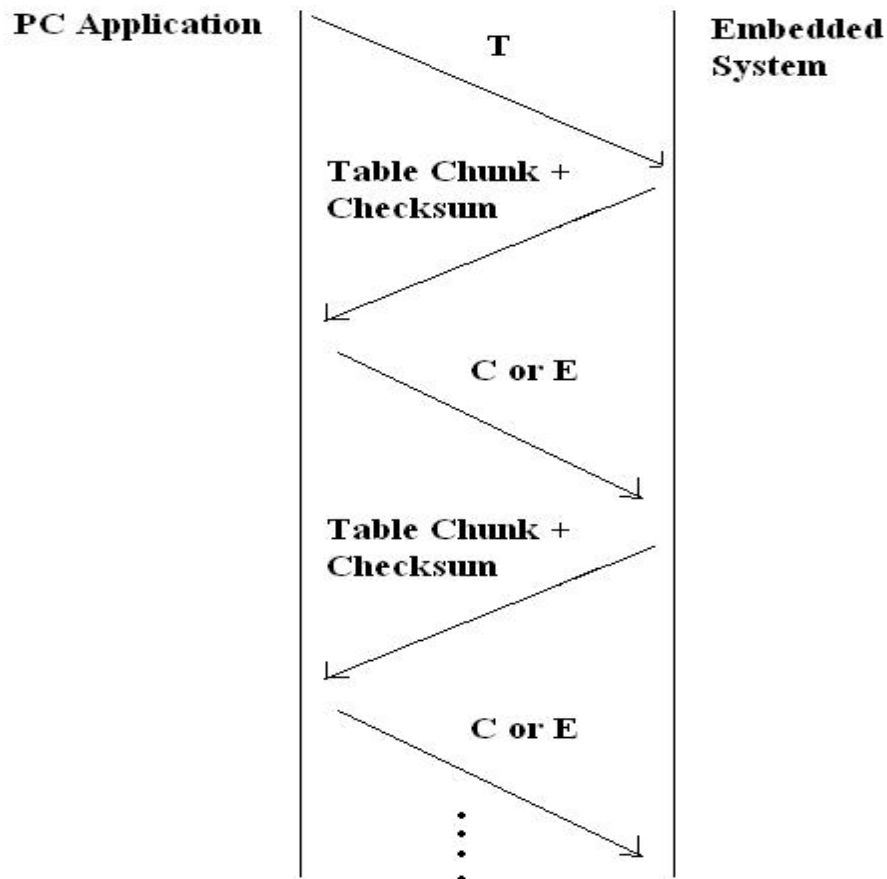 PC Application
T
Embedded
System
Table Chunk +
Checksum
C or E
Table Chunk +
Checksum
C or E